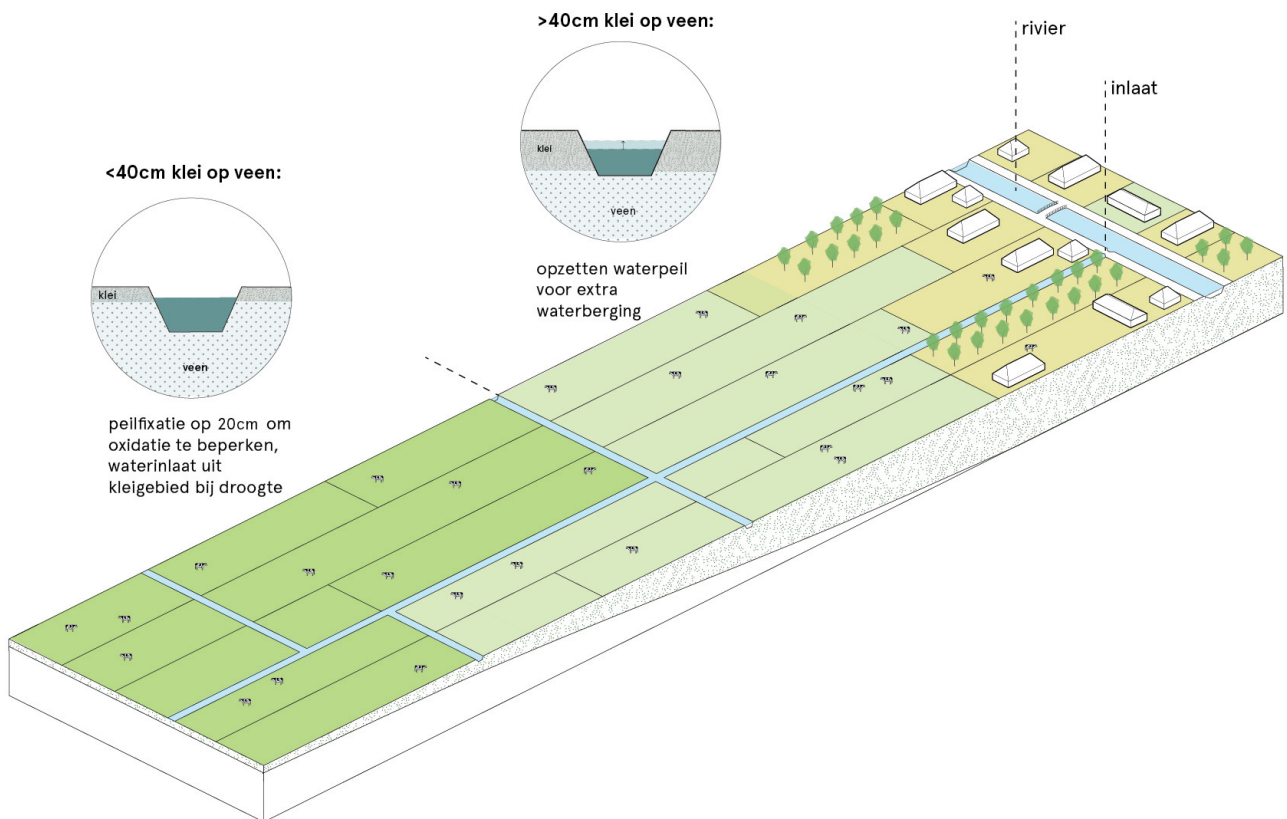 >40cm klei op veen:
rivier
inlaat
klei
veen
<40cm klei op veen:
opzetten waterpeil
voor extra
waterberging
klei
veen
peilfixatie op 20cm om
oxidatie te beperken,
waterinlaat uit
kleigebied bij droogte